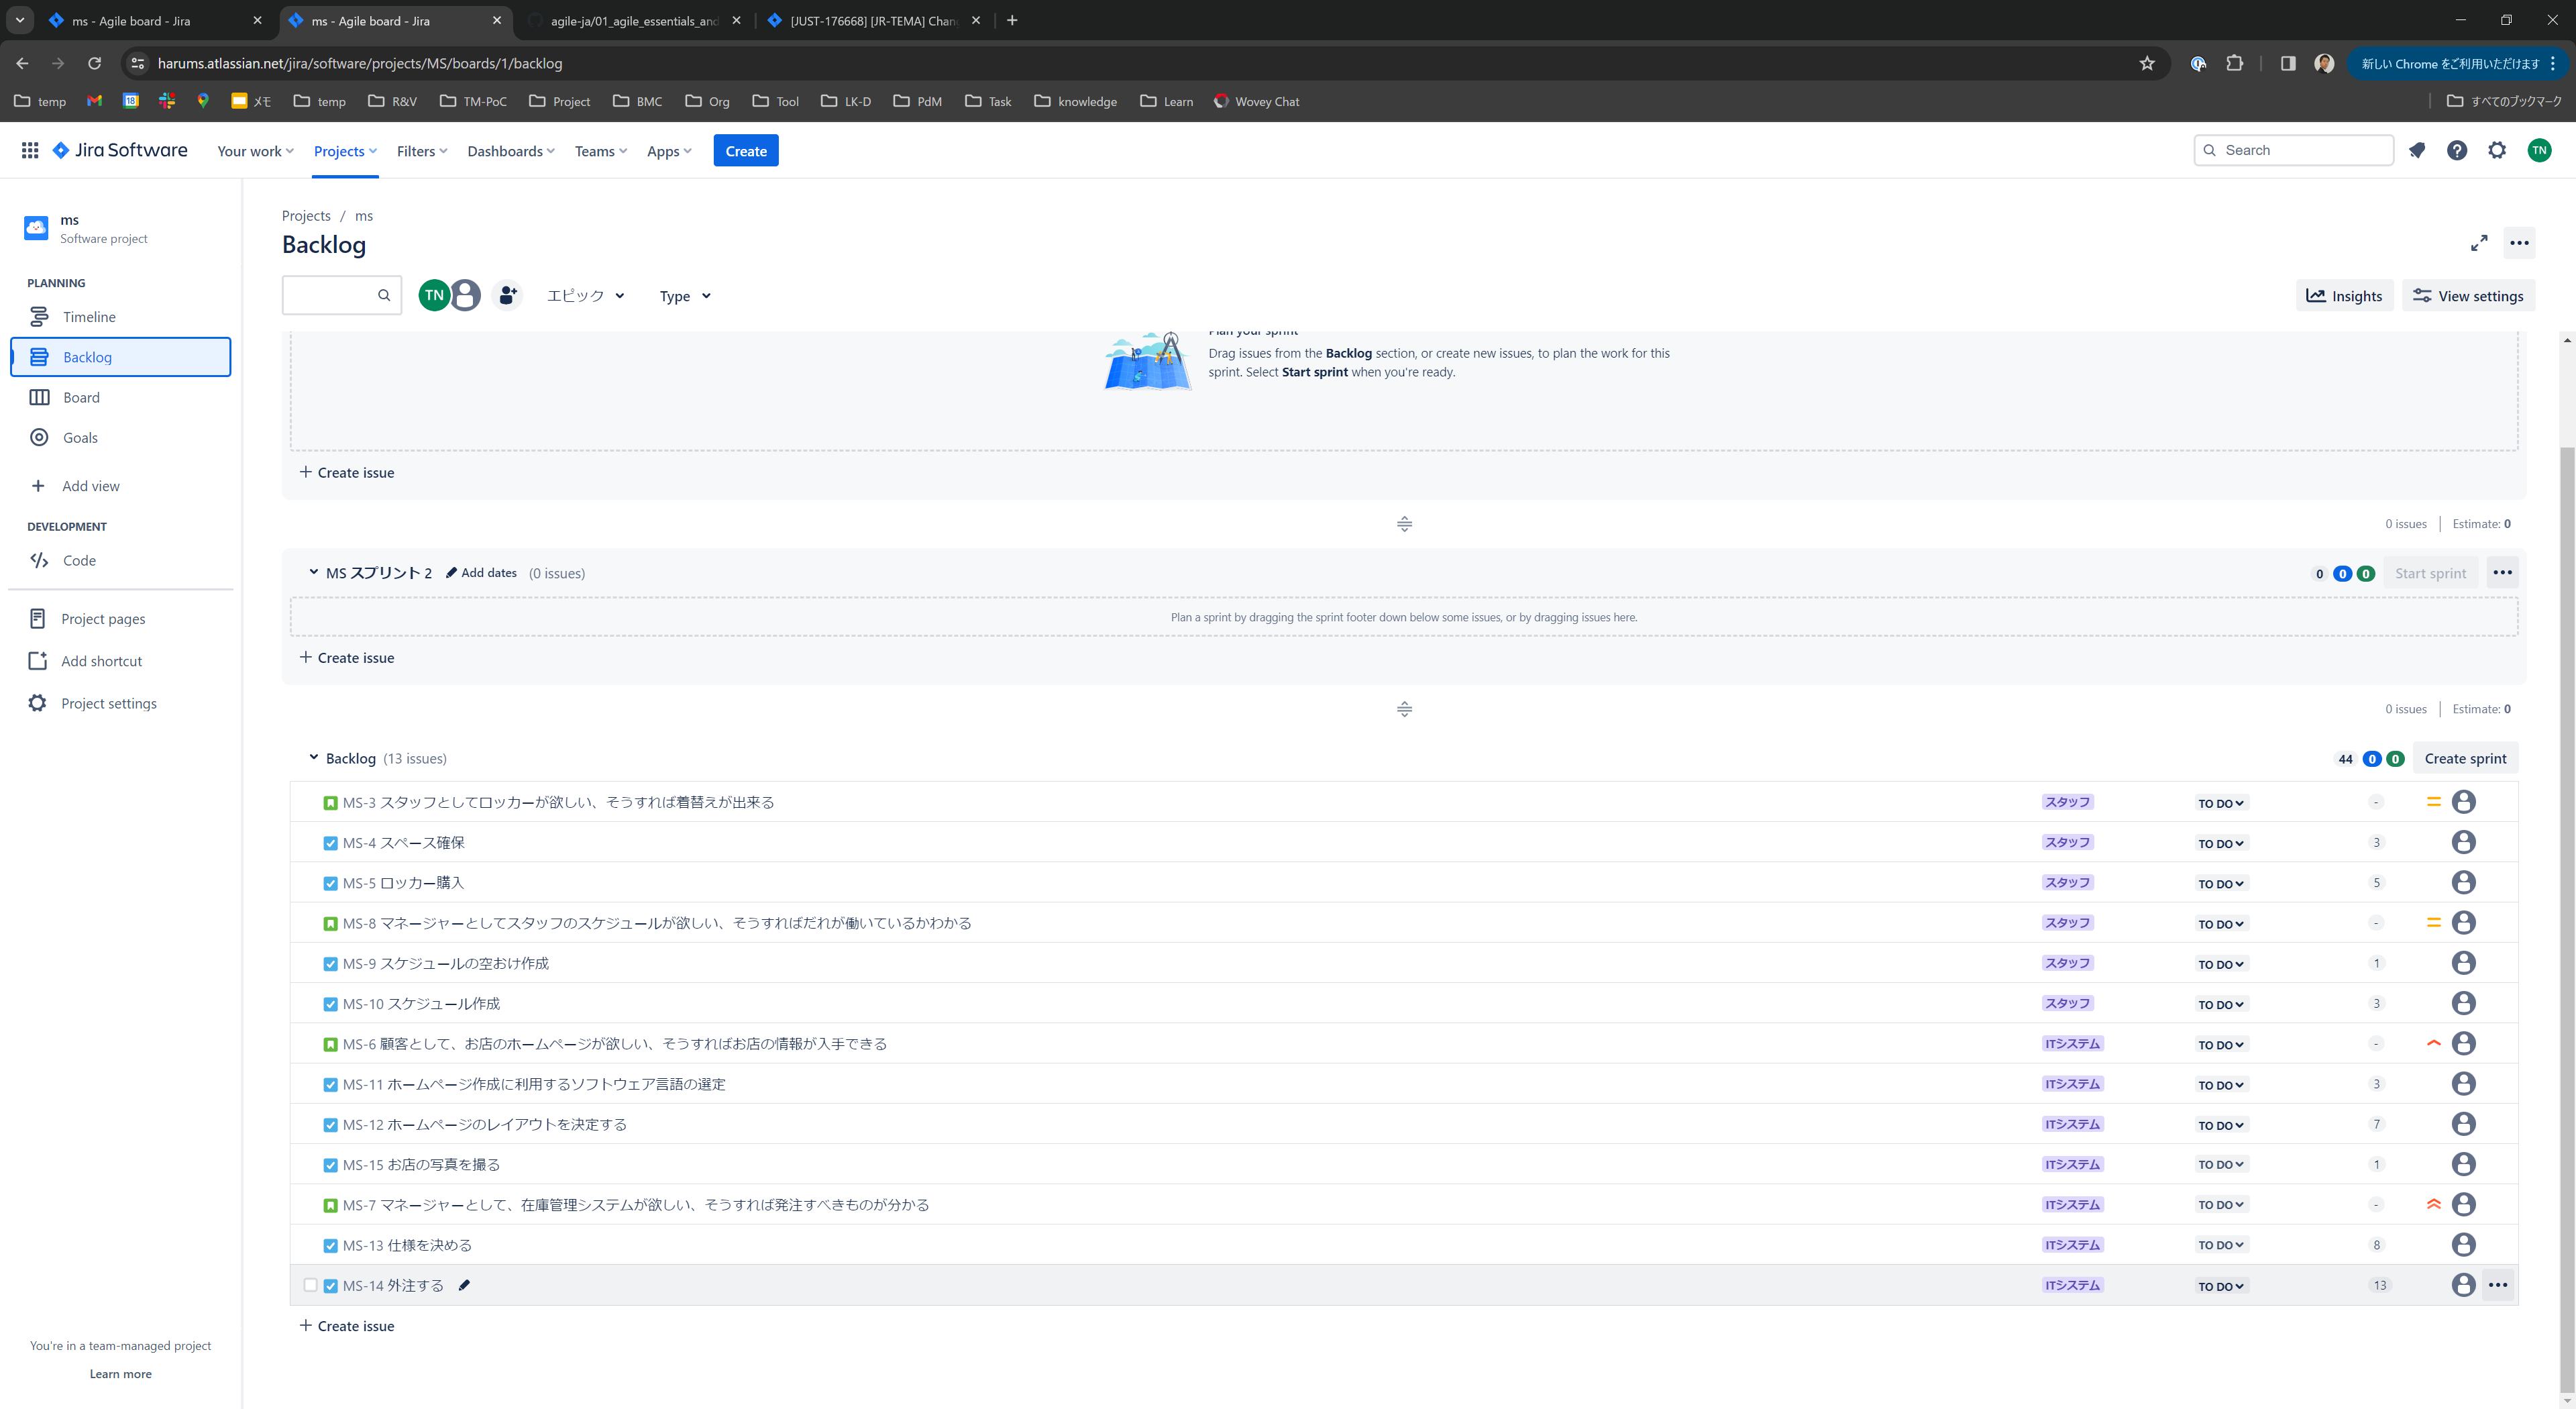 ms - Agile board - Jira
ms - Agile board - Jira
agile-ja/01_agile_essentials_and
[JUST-176668] [JR-TEMA] Chan
harums.atlassian.net/jira/software/projects/MS/boards/1/backlog
新しい Chrome をご利用いただけます
temp
18
メモ
temp
R&V
TM-PoC
Project
BMC
Org
Tool
LK-D
PdM
Task
knowledge
Learn
Wovey Chat
すべてのブックマーク
Jira Software
Your work
Projects
Filters
Dashboards
Teams
Apps
Create
Search
TN
ms
Software project
PLANNING
Timeline
Backlog
Board
Goals
Add view
DEVELOPMENT
Code
Project pages
Add shortcut
Project settings
You're in a team-managed project
Learn more
Projects / ms
Backlog
TN
エピック
Type
Insights
View settings
Plan your sprint
Drag issues from the Backlog section, or create new issues, to plan the work for this
sprint. Select Start sprint when you're ready.
+ Create issue
0 issues | Estimate: 0
MS スプリント 2 Add dates (0 issues) 0 0 0 Start sprint
Plan a sprint by dragging the sprint footer down below some issues, or by dragging issues here.
+ Create issue
0 issues | Estimate: 0
Backlog (13 issues) 44 0 0 Create sprint
MS-3 スタッフとしてロッカーが欲しい、そうすれば着替えが出来る スタッフ TO DO -
MS-4 スペース確保 スタッフ TO DO 3
MS-5 ロッカー購入 スタッフ TO DO 5
MS-8 マネージャーとしてスタッフのスケジュールが欲しい、そうすればだれが働いているかわかる スタッフ TO DO -
MS-9 スケジュールの空おけ作成 スタッフ TO DO 1
MS-10 スケジュール作成 スタッフ TO DO 3
MS-6 顧客として、お店のホームページが欲しい、そうすればお店の情報が入手できる ITシステム TO DO -
MS-11 ホームページ作成に利用するソフトウェア言語の選定 ITシステム TO DO 3
MS-12 ホームページのレイアウトを決定する ITシステム TO DO 7
MS-15 お店の写真を撮る ITシステム TO DO 1
MS-7 マネージャーとして、在庫管理システムが欲しい、そうすれば発注すべきものが分かる ITシステム TO DO -
MS-13 仕様を決める ITシステム TO DO 8
MS-14 外注する ITシステム TO DO 13
+ Create issue